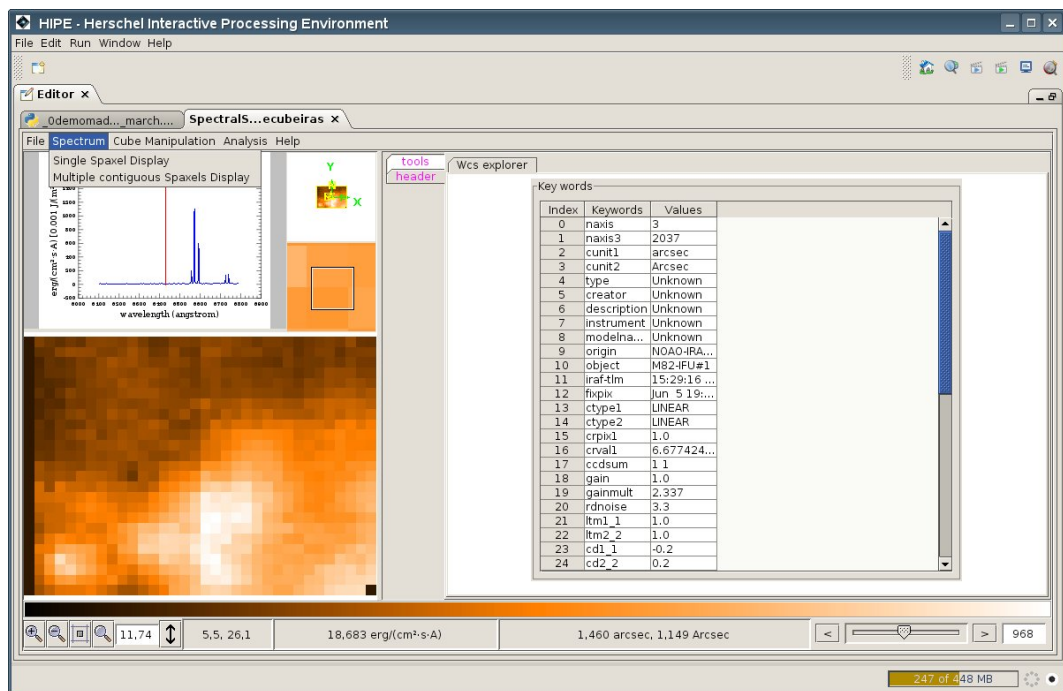 HIPE - Herschel Interactive Processing Environment
File Edit Run Window Help
Editor ×
_0demomad..._march.... SpectralS...ecubeiras ×
File Spectrum Cube Manipulation Analysis Help
Single Spaxel Display
Multiple contiguous Spaxels Display
erg/(cm²·s·A) [0.001 J/(m²
wavelength (angstrom)
Y
X
tools
header
Wcs explorer
Key words
Index Keywords Values
0 naxis 3
1 naxis3 2037
2 cunit1 arcsec
3 cunit2 Arcsec
4 type Unknown
5 creator Unknown
6 description Unknown
7 instrument Unknown
8 modelna... Unknown
9 origin NOAO-IRA...
10 object M82-IFU#1
11 iraf-tlm 15:29:16 ...
12 fixpix Jun 5 19:...
13 ctype1 LINEAR
14 ctype2 LINEAR
15 crpix1 1.0
16 crval1 6.677424...
17 ccdsum 1 1
18 gain 1.0
19 gainmult 2.337
20 rdnoise 3.3
21 ltm1_1 1.0
22 ltm2_2 1.0
23 cd1_1 -0.2
24 cd2_2 0.2
11,74 5,5, 26,1 18,683 erg/(cm²·s·A) 1,460 arcsec, 1,149 Arcsec < > 968
247 of 448 MB